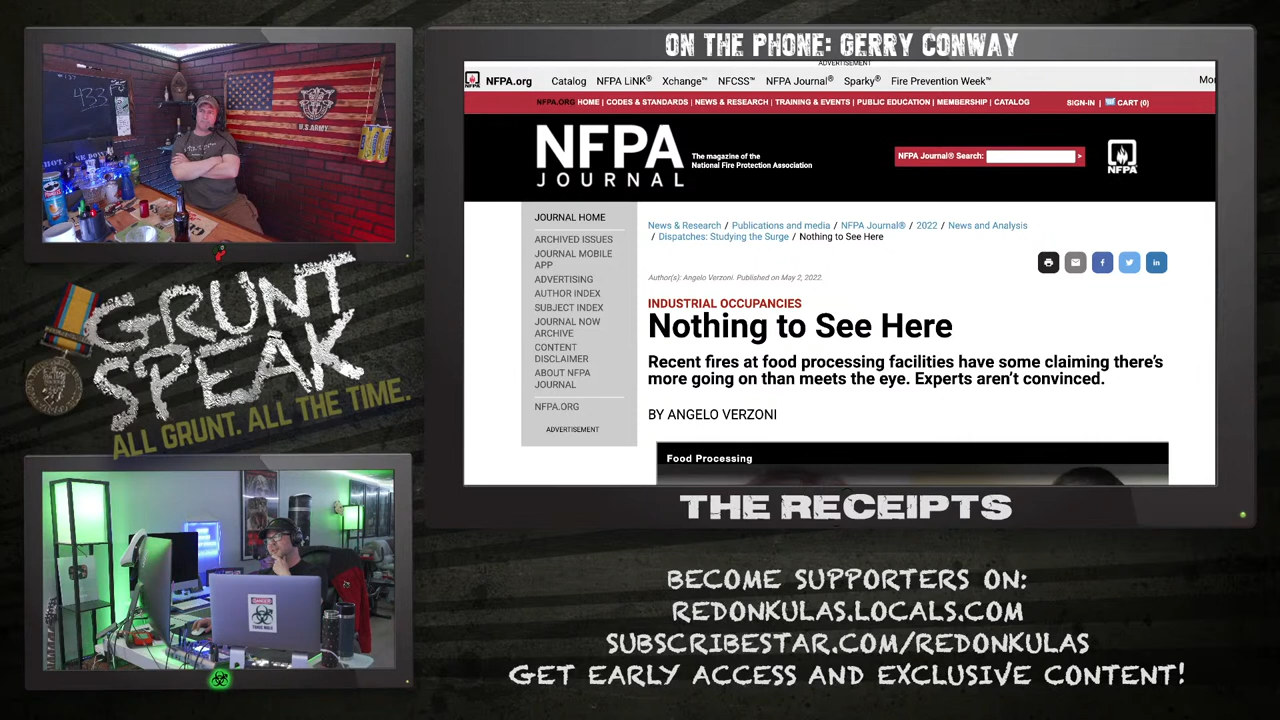 ON THE PHONE: GERRY CONWAY
ADVERTISEMENT
NFPA.org Catalog NFPA LiNK® Xchange™ NFCSS™ NFPA Journal® Sparky® Fire Prevention Week™
NFPA.ORG HOME | CODES & STANDARDS | NEWS & RESEARCH | TRAINING & EVENTS | PUBLIC EDUCATION | MEMBERSHIP | CATALOG SIGN-IN | CART (0)
NFPA
JOURNAL
The magazine of the
National Fire Protection Association
NFPA Journal® Search:
NFPA
JOURNAL HOME
ARCHIVED ISSUES
JOURNAL MOBILE
APP
ADVERTISING
AUTHOR INDEX
SUBJECT INDEX
JOURNAL NOW
ARCHIVE
CONTENT
DISCLAIMER
ABOUT NFPA
JOURNAL
NFPA.ORG
ADVERTISEMENT
News & Research / Publications and media / NFPA Journal® / 2022 / News and Analysis
/ Dispatches: Studying the Surge / Nothing to See Here
Author(s): Angelo Verzoni. Published on May 2, 2022.
INDUSTRIAL OCCUPANCIES
Nothing to See Here
Recent fires at food processing facilities have some claiming there's
more going on than meets the eye. Experts aren't convinced.
BY ANGELO VERZONI
Food Processing
THE RECEIPTS
BECOME SUPPORTERS ON:
REDONKULAS.LOCALS.COM
SUBSCRIBESTAR.COM/REDONKULAS
GET EARLY ACCESS AND EXCLUSIVE CONTENT!
GRUNT
SPEAK
ALL GRUNT. ALL THE TIME.
U.S. ARMY